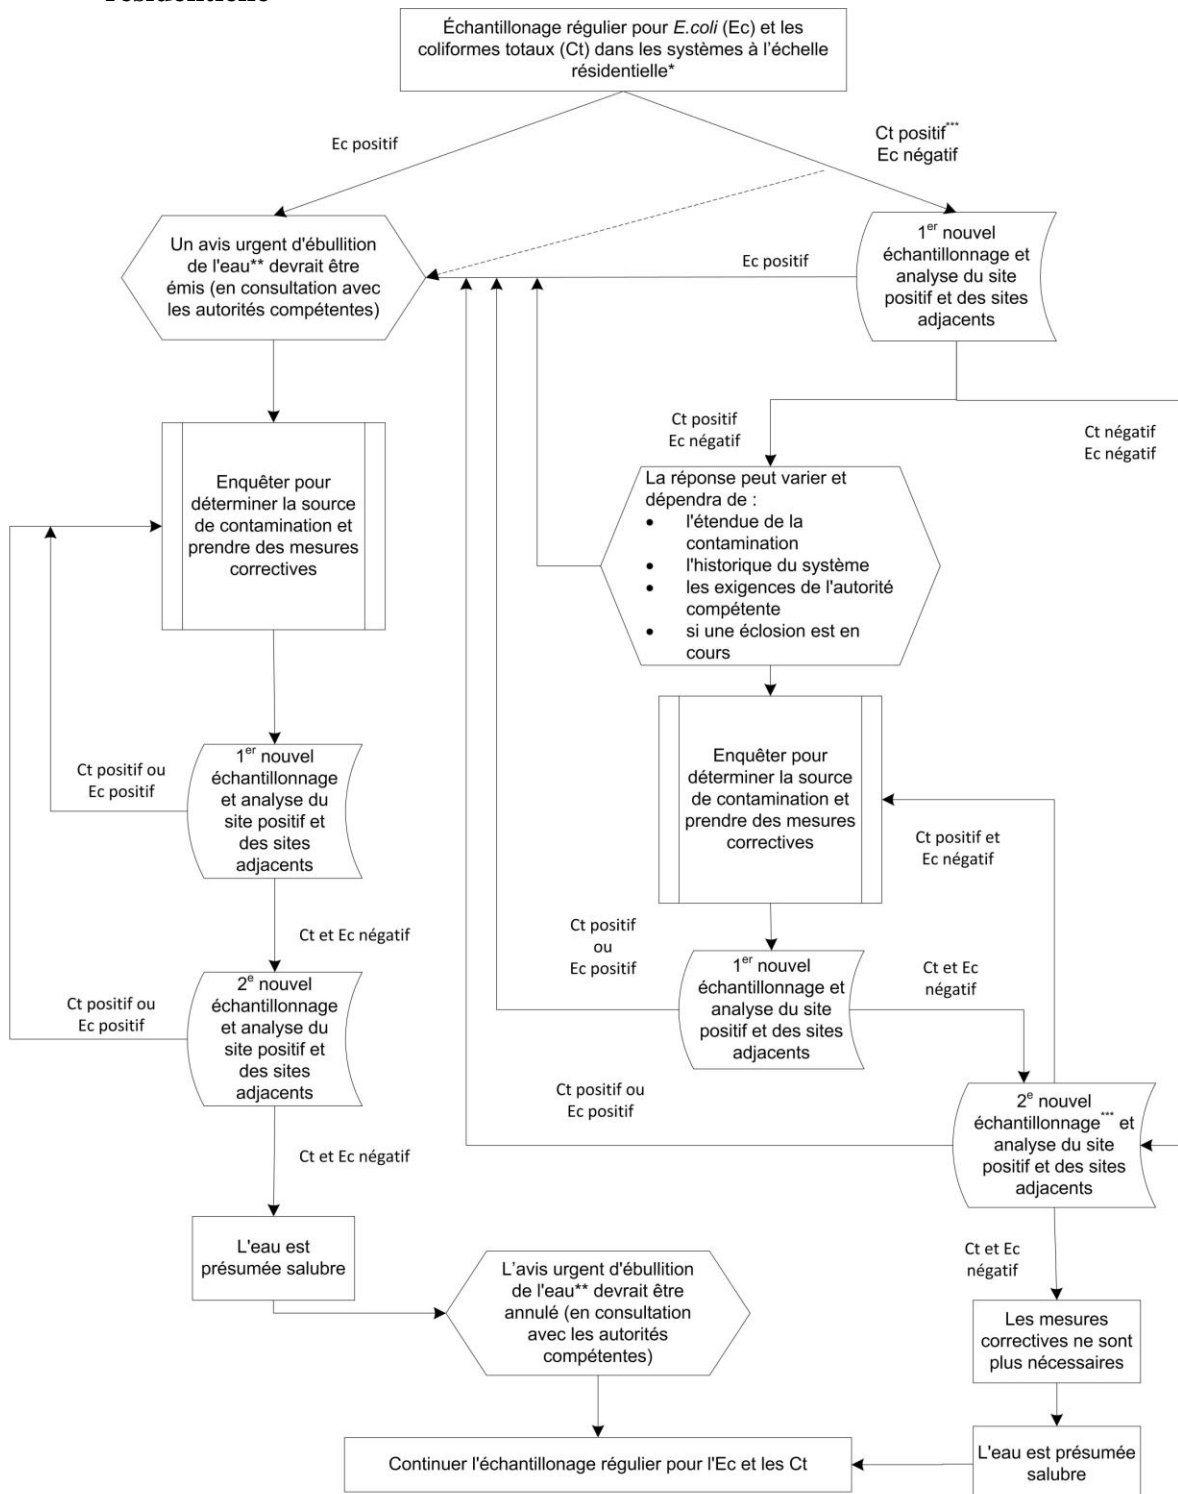 Échantillonage régulier pour E.coli (Ec) et les
coliformes totaux (Ct) dans les systèmes à l'échelle
résidentielle*
Ec positif
Ct positif***
Ec négatif
Un avis urgent d'ébullition
de l'eau** devrait être
émis (en consultation avec
les autorités compétentes)
Ec positif
1er nouvel
échantillonnage et
analyse du site
positif et des sites
adjacents
Ct positif
Ec négatif
Ct négatif
Ec négatif
Enquêter pour
déterminer la source
de contamination et
prendre des mesures
correctives
La réponse peut varier et
dépendra de :
• l'étendue de la
contamination
• l'historique du système
• les exigences de l'autorité
compétente
• si une éclosion est en
cours
Ct positif ou
Ec positif
1er nouvel
échantillonnage
et analyse du
site positif et
des sites
adjacents
Enquêter pour
déterminer la source
de contamination et
prendre des mesures
correctives
Ct positif et
Ec négatif
Ct et Ec négatif
Ct positif
ou
Ec positif
1er nouvel
échantillonnage et
analyse du site
positif et des sites
adjacents
Ct et Ec
négatif
Ct positif ou
Ec positif
2e nouvel
échantillonnage
et analyse du
site positif et
des sites
adjacents
Ct positif ou
Ec positif
2e nouvel
échantillonnage*** et
analyse du site
positif et des sites
adjacents
Ct et Ec négatif
L'eau est
présumée salubre
L'avis urgent d'ébullition
de l'eau** devrait être
annulé (en consultation
avec les autorités
compétentes)
Ct et Ec
négatif
Les mesures
correctives ne sont
plus nécessaires
L'eau est présumée
salubre
Continuer l'échantillonage régulier pour l'Ec et les Ct